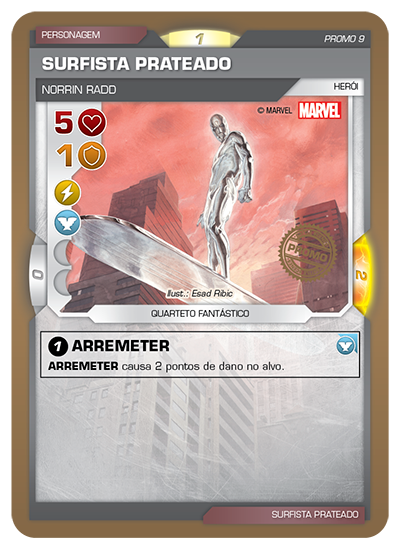 PERSONAGEM
1
PROMO 9
SURFISTA PRATEADO
NORRIN RADD
HERÓI
5
© MARVEL
MARVEL
1
PROMO
0
2
Illust.: Esad Ribic
QUARTETO FANTÁSTICO
1 ARREMETER
ARREMETER causa 2 pontos de dano no alvo.
SURFISTA PRATEADO